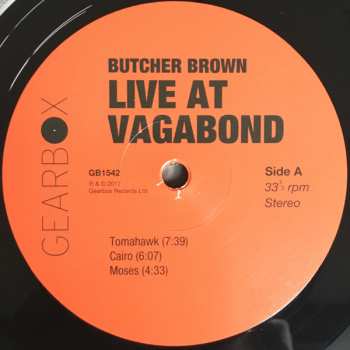 BUTCHER BROWN
LIVE AT
VAGABOND
GEARBOX
GB1542
℗ & © 2017
Gearbox Records Ltd
Side A
33⅓ rpm
Stereo
Tomahawk (7:39)
Cairo (6:07)
Moses (4:33)